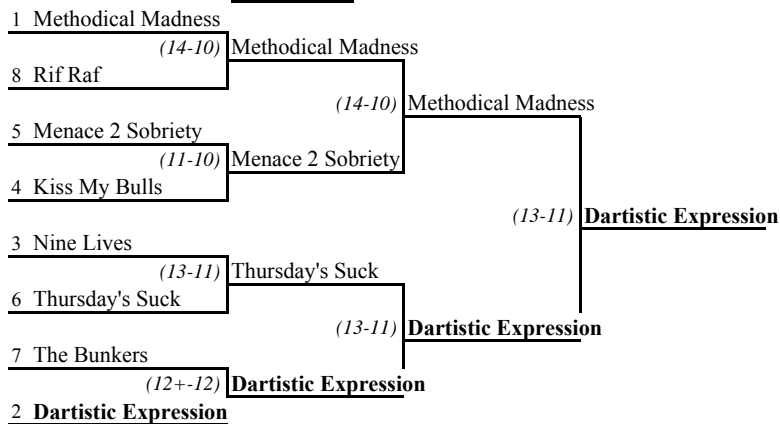 1 Methodical Madness
(14-10) Methodical Madness
8 Rif Raf
(14-10) Methodical Madness
5 Menace 2 Sobriety
(11-10) Menace 2 Sobriety
4 Kiss My Bulls
(13-11) Dartistic Expression
3 Nine Lives
(13-11) Thursday's Suck
6 Thursday's Suck
(13-11) Dartistic Expression
7 The Bunkers
(12+-12) Dartistic Expression
2 Dartistic Expression